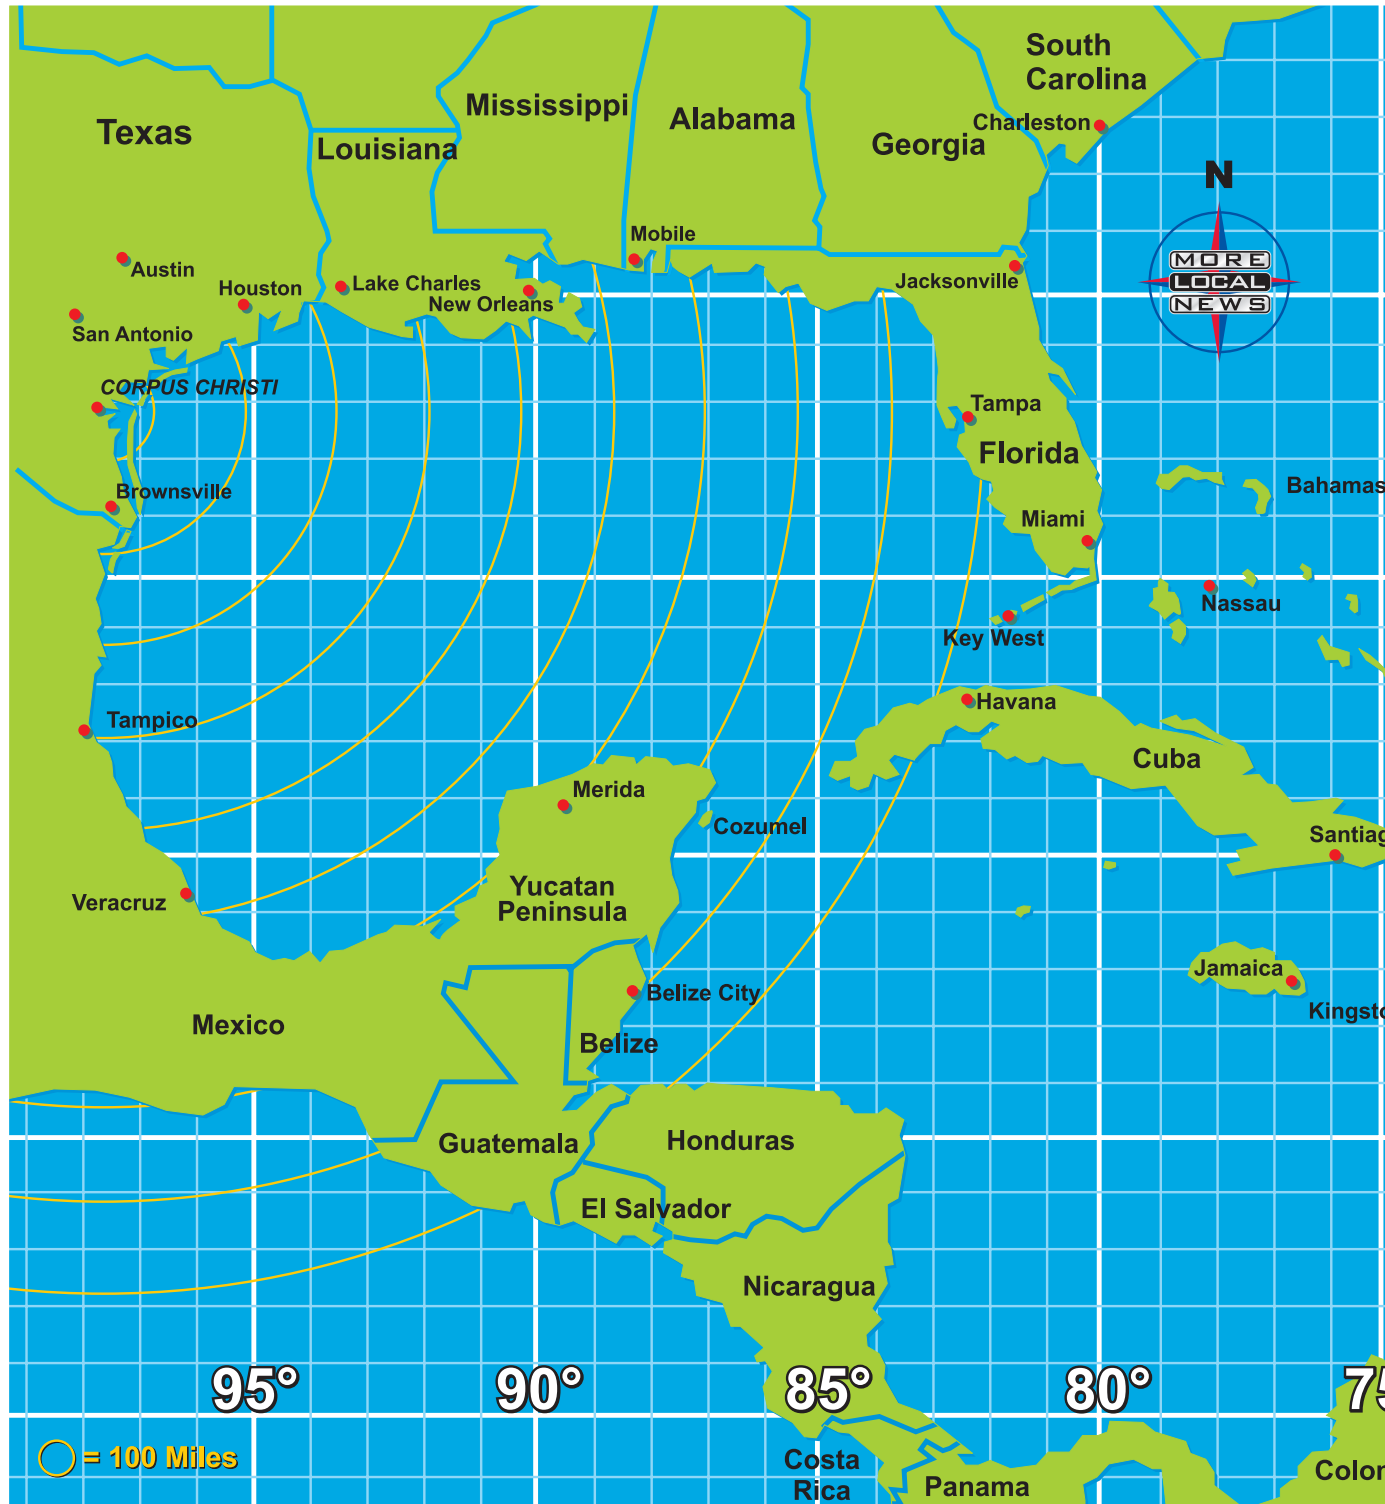 South
Carolina
Mississippi
Alabama
Texas
Charleston
Georgia
Louisiana
N
Mobile
MORE
LOCAL
NEWS
Austin
Jacksonville
Lake Charles
Houston
New Orleans
San Antonio
CORPUS CHRISTI
Tampa
Florida
Brownsville
Bahamas
Miami
Nassau
Key West
Havana
Tampico
Cuba
Merida
Cozumel
Santiag
Yucatan
Peninsula
Veracruz
Jamaica
Belize City
Kingsto
Mexico
Belize
Guatemala
Honduras
El Salvador
Nicaragua
95°
90°
85°
80°
75
= 100 Miles
Costa
Rica
Panama
Color